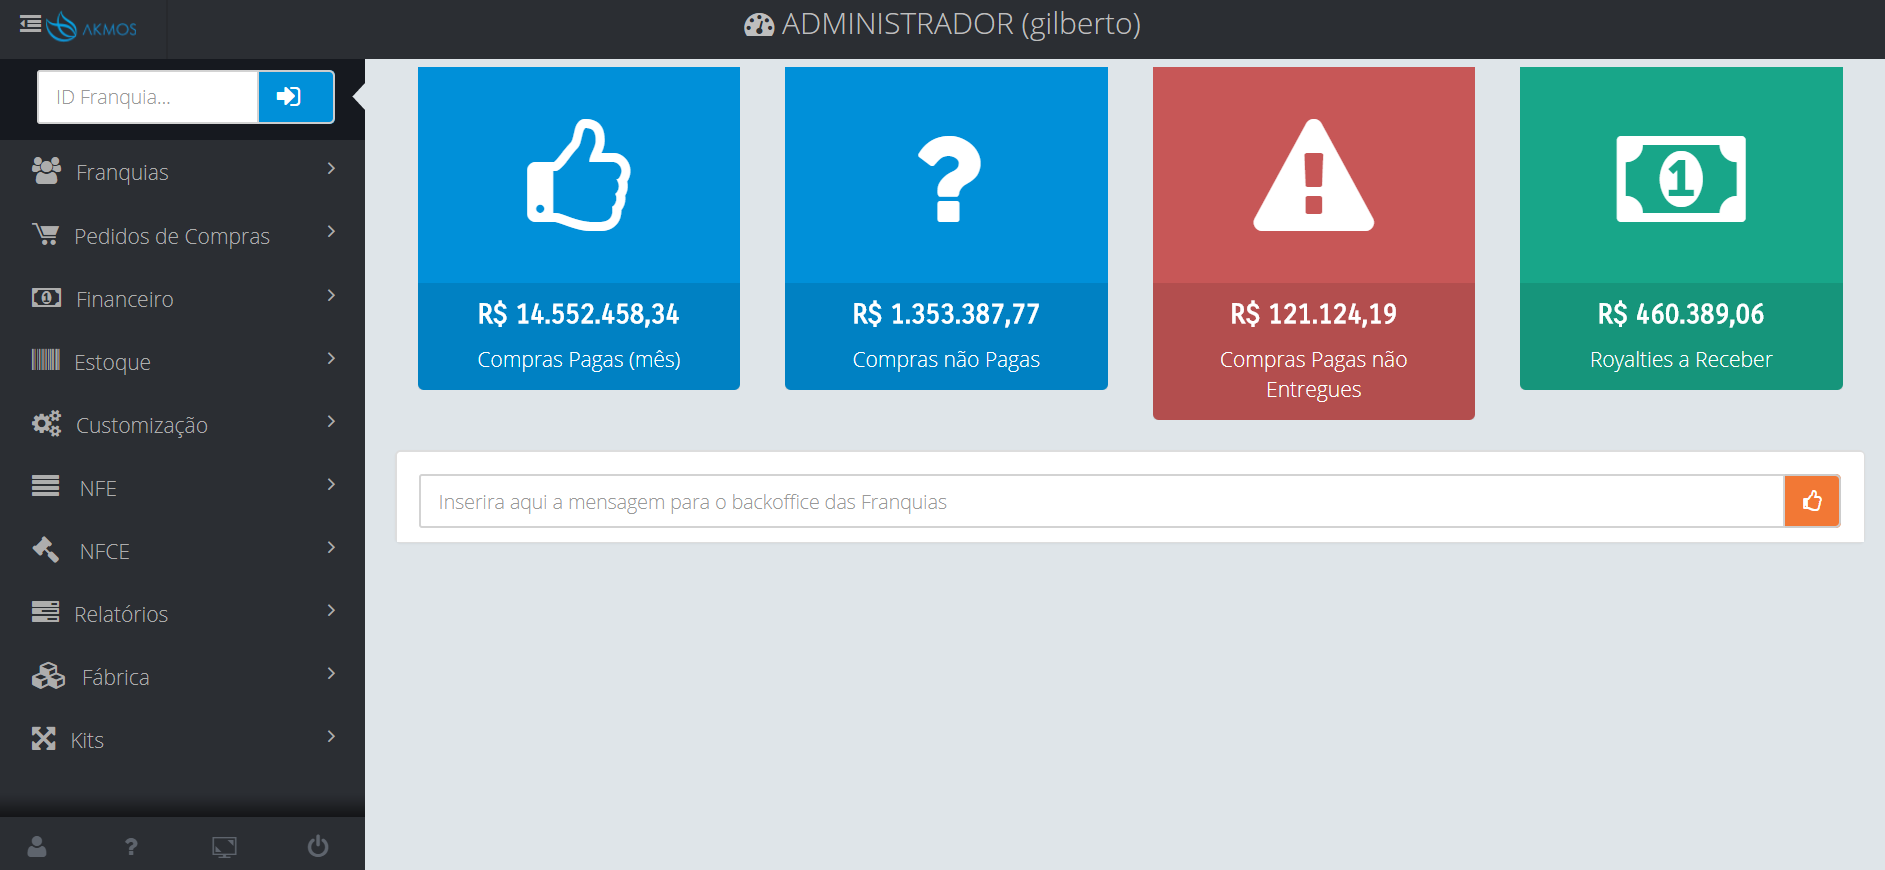 AKMOS
ADMINISTRADOR (gilberto)
ID Franquia...
Franquias
Pedidos de Compras
Financeiro
Estoque
Customização
NFE
NFCE
Relatórios
Fábrica
Kits
R$ 14.552.458,34
Compras Pagas (mês)
R$ 1.353.387,77
Compras não Pagas
R$ 121.124,19
Compras Pagas não
Entregues
R$ 460.389,06
Royalties a Receber
Inserira aqui a mensagem para o backoffice das Franquias